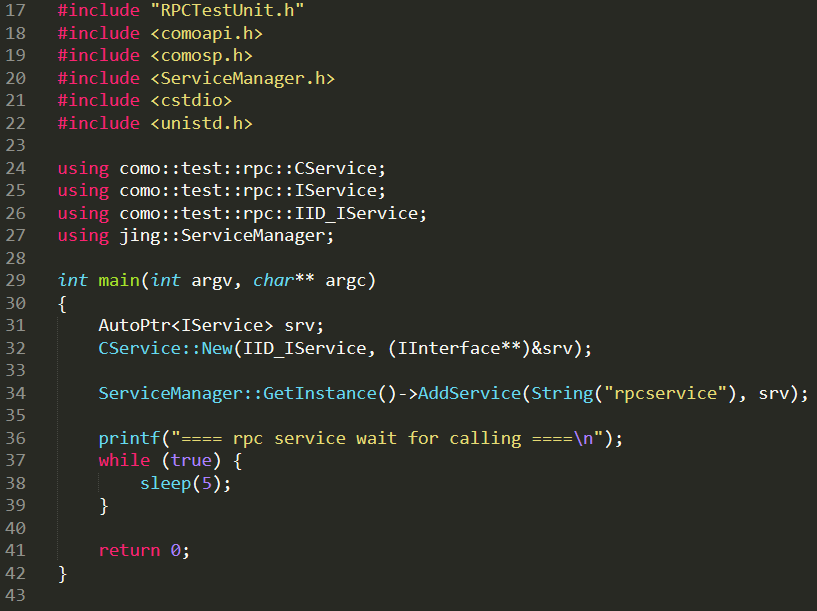 17 #include "RPCTestUnit.h"
18 #include <comoapi.h>
19 #include <comosp.h>
20 #include <ServiceManager.h>
21 #include <cstdio>
22 #include <unistd.h>
23
24 using como::test::rpc::CService;
25 using como::test::rpc::IService;
26 using como::test::rpc::IID_IService;
27 using jing::ServiceManager;
28
29 int main(int argv, char** argc)
30 {
31     AutoPtr<IService> srv;
32     CService::New(IID_IService, (IInterface**)&srv);
33
34     ServiceManager::GetInstance()->AddService(String("rpcservice"), srv);
35
36     printf("==== rpc service wait for calling ====\n");
37     while (true) {
38         sleep(5);
39     }
40
41     return 0;
42 }
43